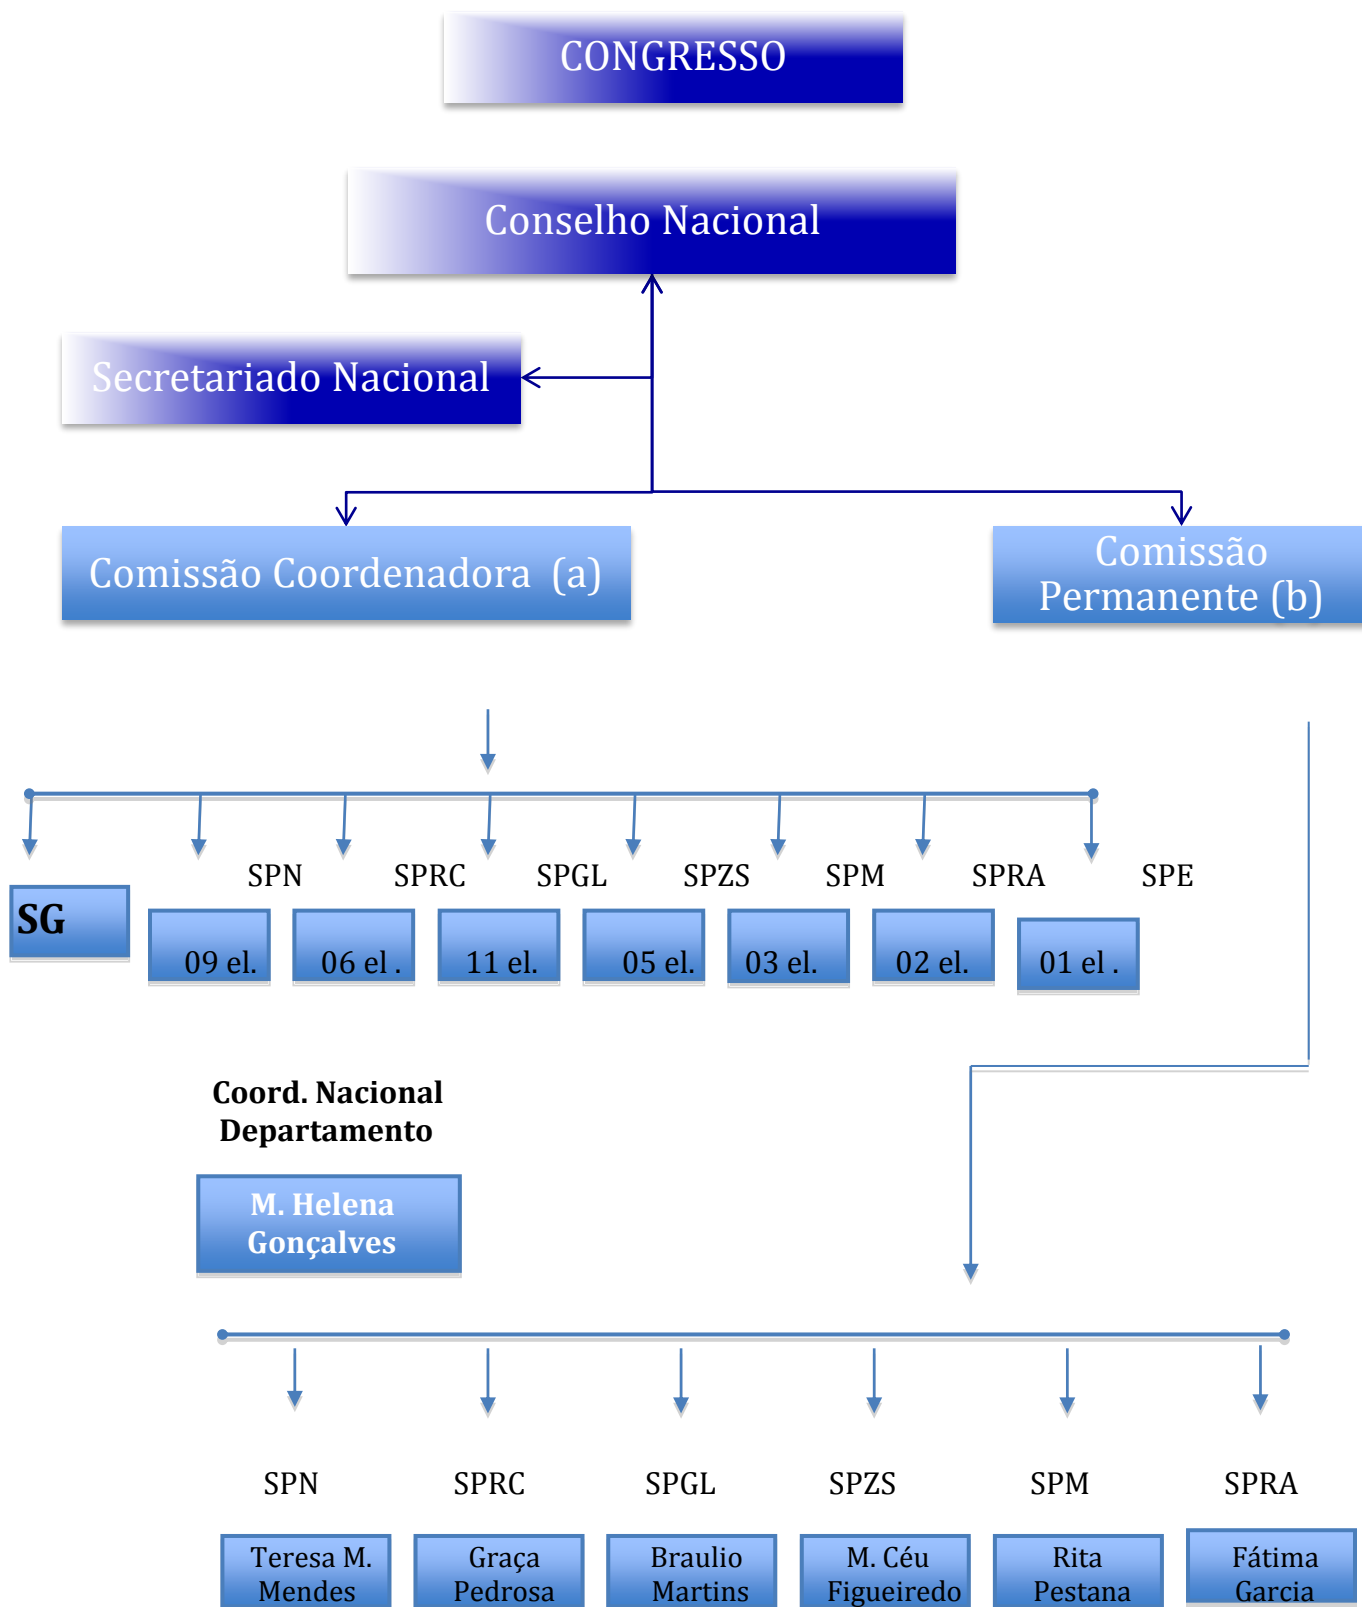 CONGRESSO
Conselho Nacional
Secretariado Nacional
Comissão Coordenadora (a)
Comissão
Permanente (b)
SPN SPRC SPGL SPZS SPM SPRA SPE
SG
09 el. 06 el . 11 el. 05 el. 03 el. 02 el. 01 el .
Coord. Nacional
Departamento
M. Helena
Gonçalves
SPN SPRC SPGL SPZS SPM SPRA
Teresa M. Graça Braulio M. Céu Rita Fátima
Mendes Pedrosa Martins Figueiredo Pestana Garcia